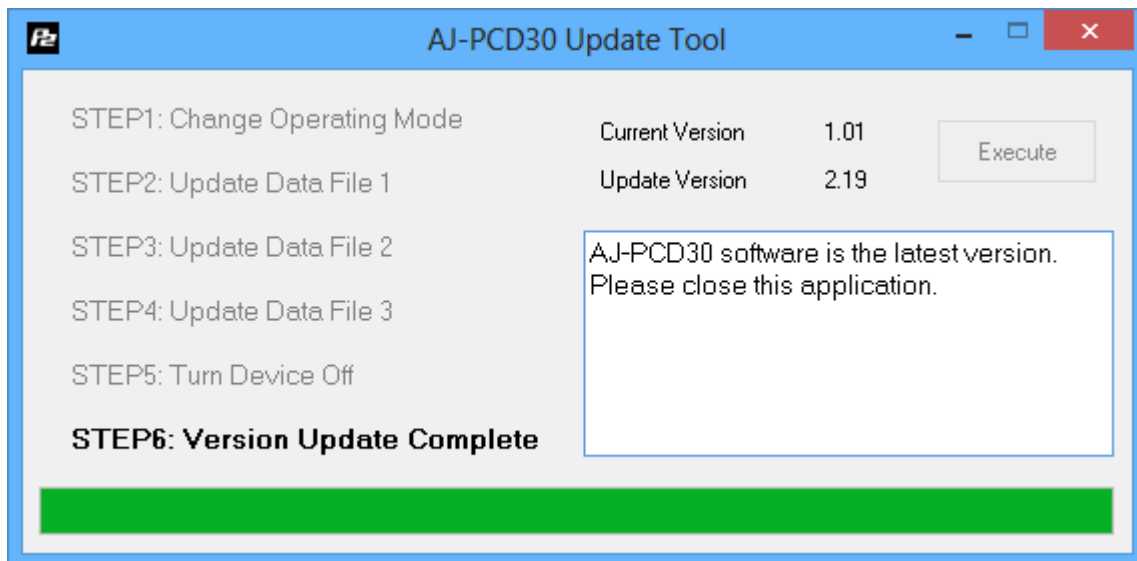 P2
AJ-PCD30 Update Tool
STEP1: Change Operating Mode
STEP2: Update Data File 1
STEP3: Update Data File 2
STEP4: Update Data File 3
STEP5: Turn Device Off
STEP6: Version Update Complete
Current Version 1.01
Update Version 2.19
Execute
AJ-PCD30 software is the latest version.
Please close this application.